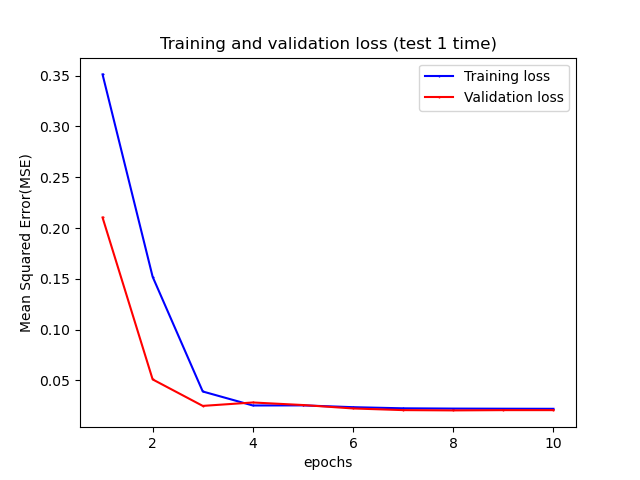 Training and validation loss (test 1 time)
Training loss
Validation loss
0.35
0.30
0.25
0.20
0.15
0.10
0.05
Mean Squared Error(MSE)
2 4 6 8 10
epochs